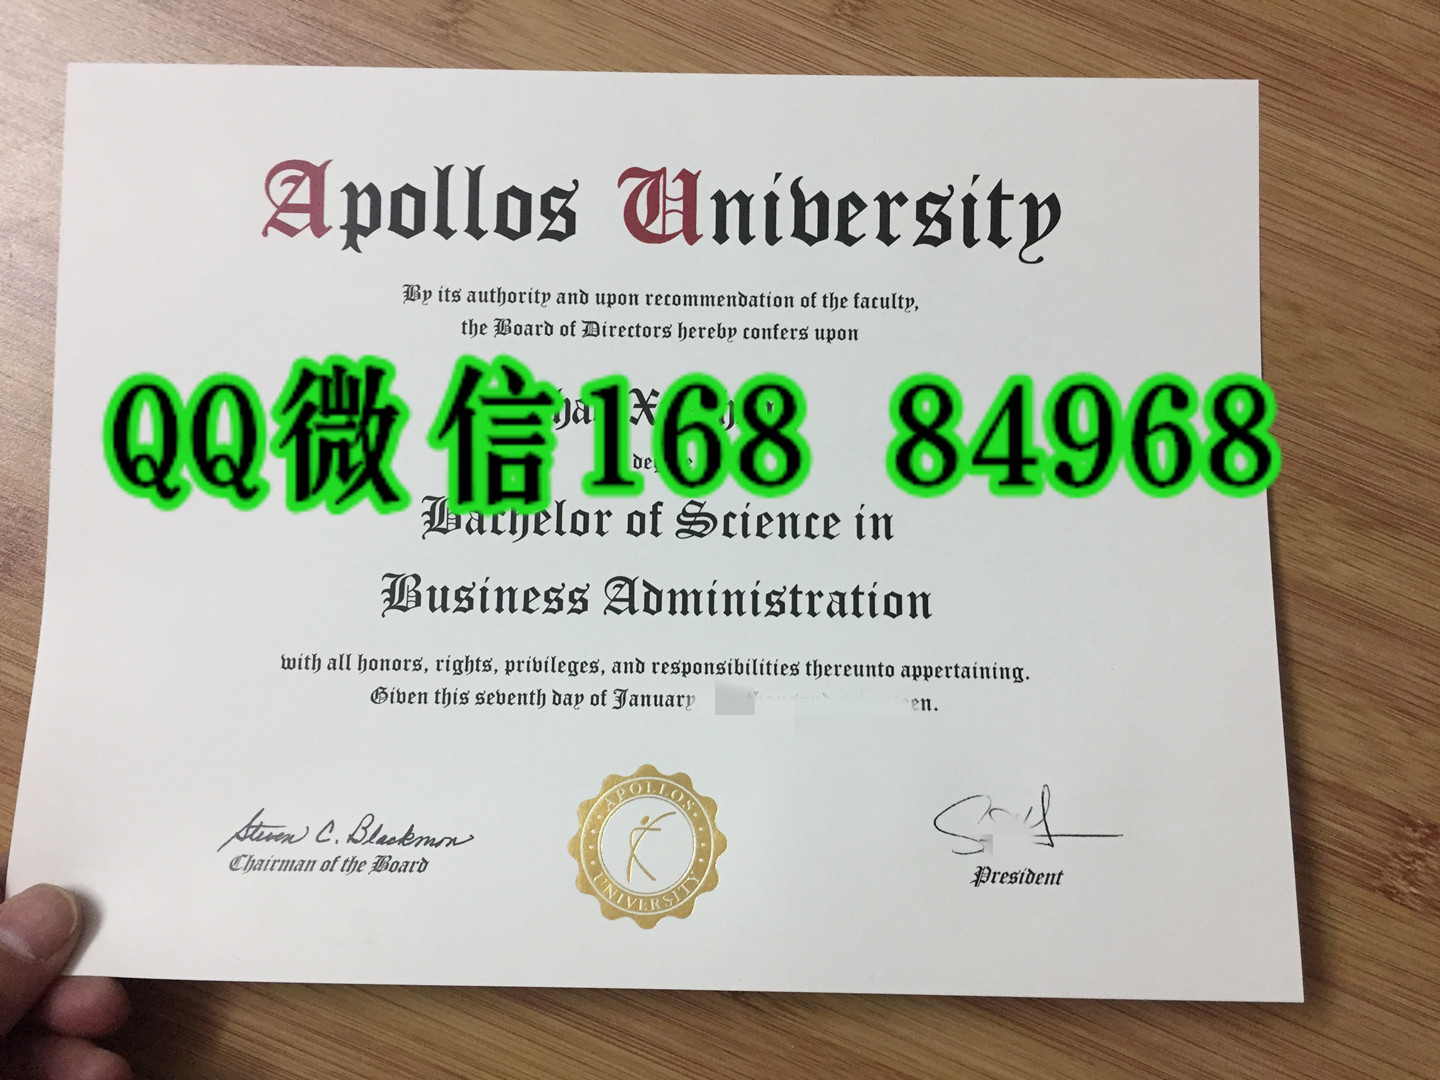 Apollos University
By its authority and upon recommendation of the faculty,
the Board of Directors hereby confers upon
QQ微信168 84968
Bachelor of Science in
Business Administration
with all honors, rights, privileges, and responsibilities thereunto appertaining.
Given this seventh day of January
Steven C. Blackmon
Chairman of the Board
President
APOLLOS
UNIVERSITY